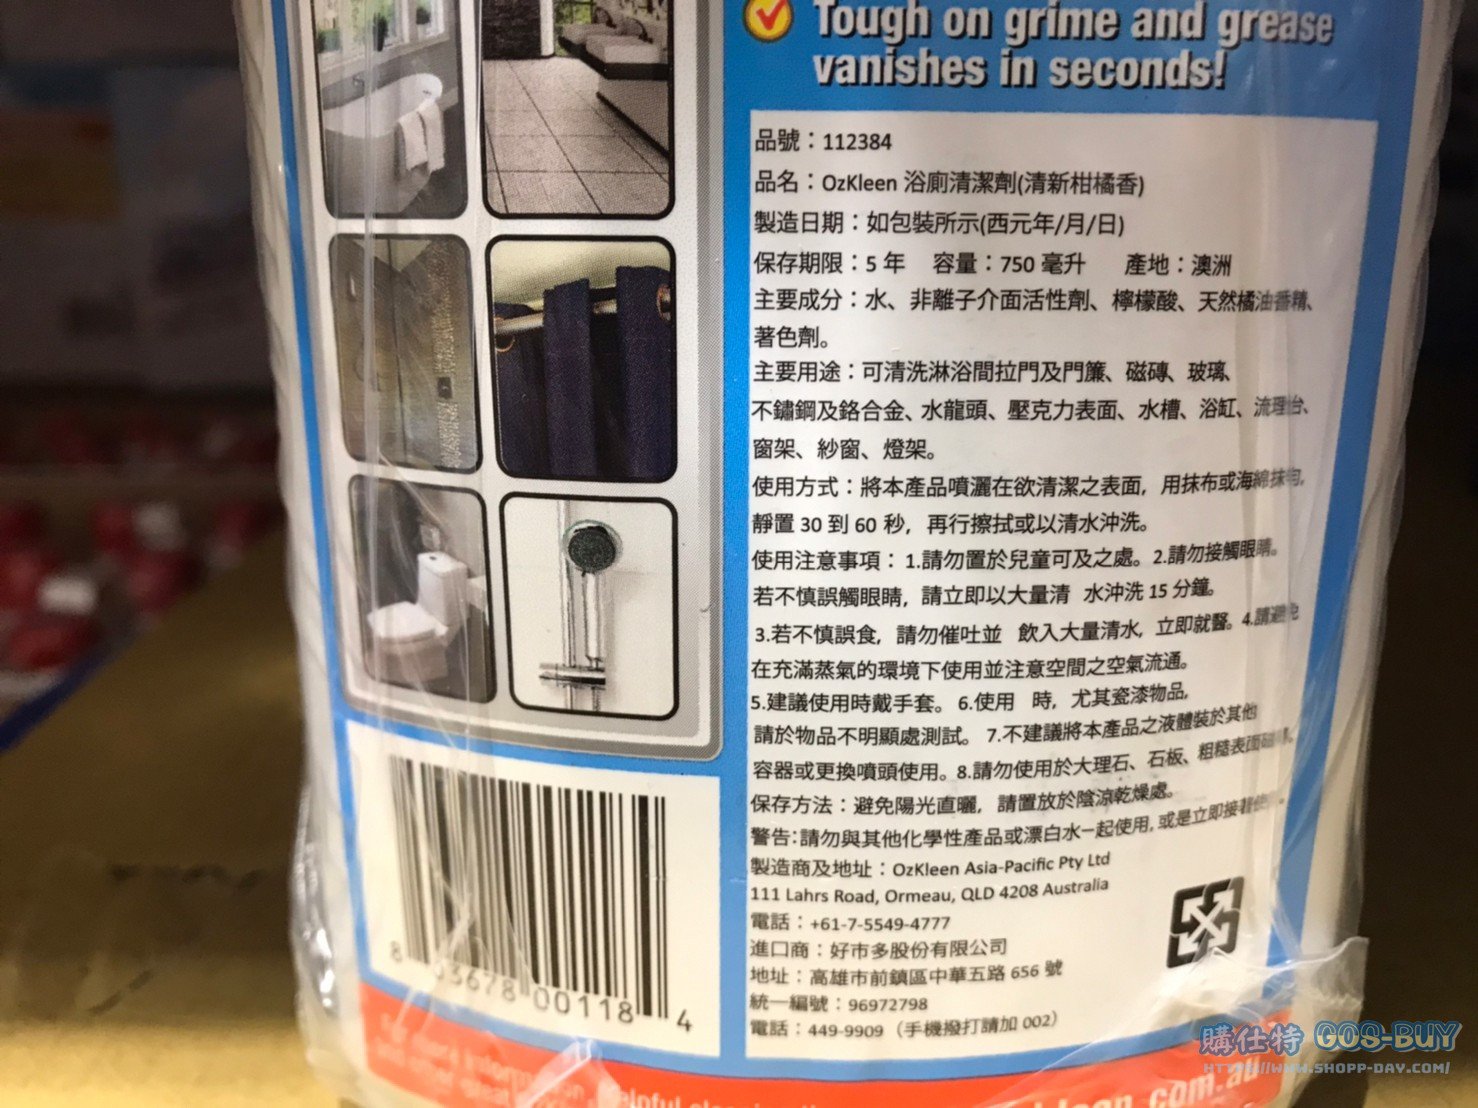 Tough on grime and grease
vanishes in seconds!
品號：112384
品名：OzKleen 浴廁清潔劑(清新柑橘香)
製造日期：如包裝所示(西元年/月/日)
保存期限：5 年 容量：750 毫升 產地：澳洲
主要成分：水、非離子介面活性劑、檸檬酸、天然橘油香精、
著色劑。
主要用途：可清洗淋浴間拉門及門簾、磁磚、玻璃、
不鏽鋼及鉻合金、水龍頭、壓克力表面、水槽、浴缸、流理台、
窗架、紗窗、燈架。
使用方式：將本產品噴灑在欲清潔之表面，用抹布或海綿抹勻，
靜置 30 到 60 秒，再行擦拭或以清水沖洗。
使用注意事項：1.請勿置於兒童可及之處。2.請勿接觸眼睛。
若不慎誤觸眼睛，請立即以大量清 水沖洗 15 分鐘。
3.若不慎誤食，請勿催吐並 飲入大量清水，立即就醫。4.請避免
在充滿蒸氣的環境下使用並注意空間之空氣流通。
5.建議使用時戴手套。6.使用 時，尤其瓷漆物品，
請於物品不明顯處測試。7.不建議將本產品之液體裝於其他
容器或更換噴頭使用。8.請勿使用於大理石、石板、粗糙表面
保存方法：避免陽光直曬，請置放於陰涼乾燥處。
警告:請勿與其他化學性產品或漂白水一起使用，或是立即接著使用。
製造商及地址：OzKleen Asia-Pacific Pty Ltd
111 Lahrs Road, Ormeau, QLD 4208 Australia
電話：+61-7-5549-4777
進口商：好市多股份有限公司
地址：高雄市前鎮區中華五路 656 號
統一編號：96972798
電話：449-9909（手機撥打請加 002）
00118 4
購仕特 GOS-BUY
HTTPS://WWW.SHOPP-DAY.COM/